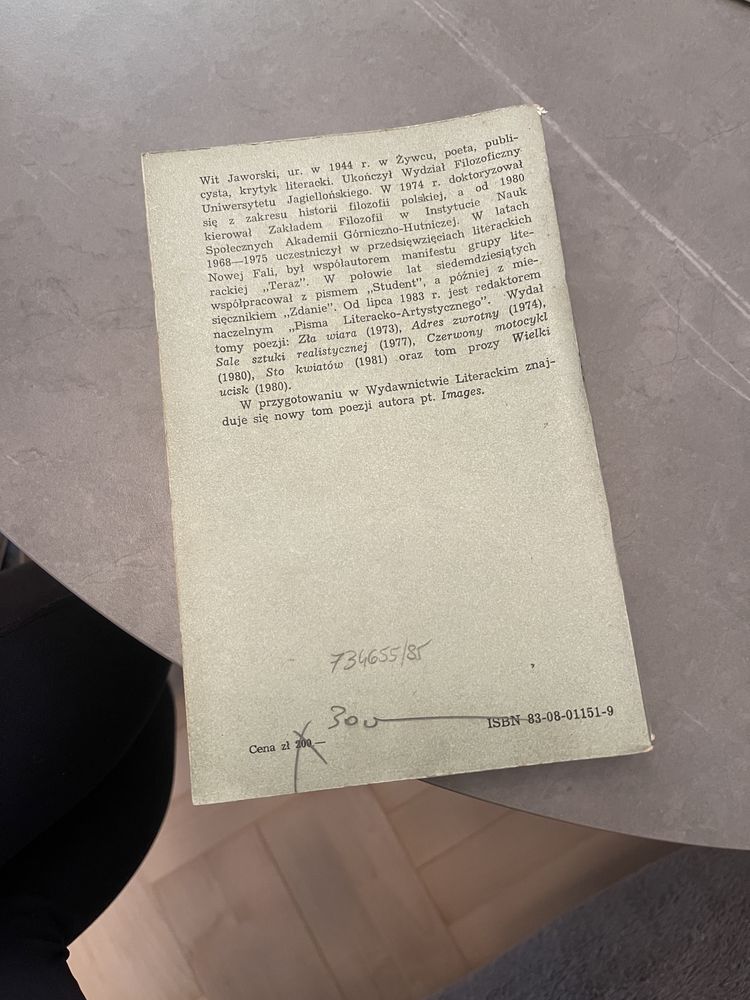 Wit Jaworski, ur. w 1944 r. w Żywcu, poeta, publi-
cysta, krytyk literacki. Ukończył Wydział Filozoficzny
Uniwersytetu Jagiellońskiego. W 1974 r. doktoryzował
się z zakresu historii filozofii polskiej, a od 1980
kierował Zakładem Filozofii w Instytucie Nauk
Społecznych Akademii Górniczno-Hutniczej. W latach
1968—1975 uczestniczył w przedsięwzięciach literackich
Nowej Fali, był współautorem manifestu grupy lite-
rackiej „Teraz”. W połowie lat siedemdziesiątych
współpracował z pismem „Student”, a później z mie-
sięcznikiem „Zdanie”. Od lipca 1983 r. jest redaktorem
naczelnym „Pisma Literacko-Artystycznego”. Wydał
tomy poezji: Zła wiara (1973), Adres zwrotny (1974),
Sale sztuki realistycznej (1977), Czerwony motocykl
(1980), Sto kwiatów (1981) oraz tom prozy Wielki
ucisk (1980).
W przygotowaniu w Wydawnictwie Literackim znaj-
duje się nowy tom poezji autora pt. Images.
734655/85
300
ISBN 83-08-01151-9
Cena zł 200,—